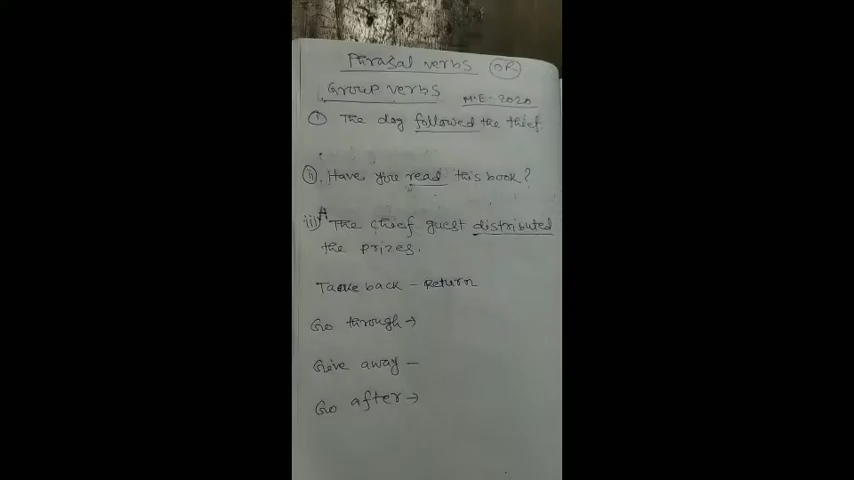 Phrasal verbs OR
Group verbs M.E-2020
i The dog followed the thief.
ii. Have you read this book?
iii) The chief guest distributed
the prizes.
Take back - Return
Go through →
Give away -
Go after →